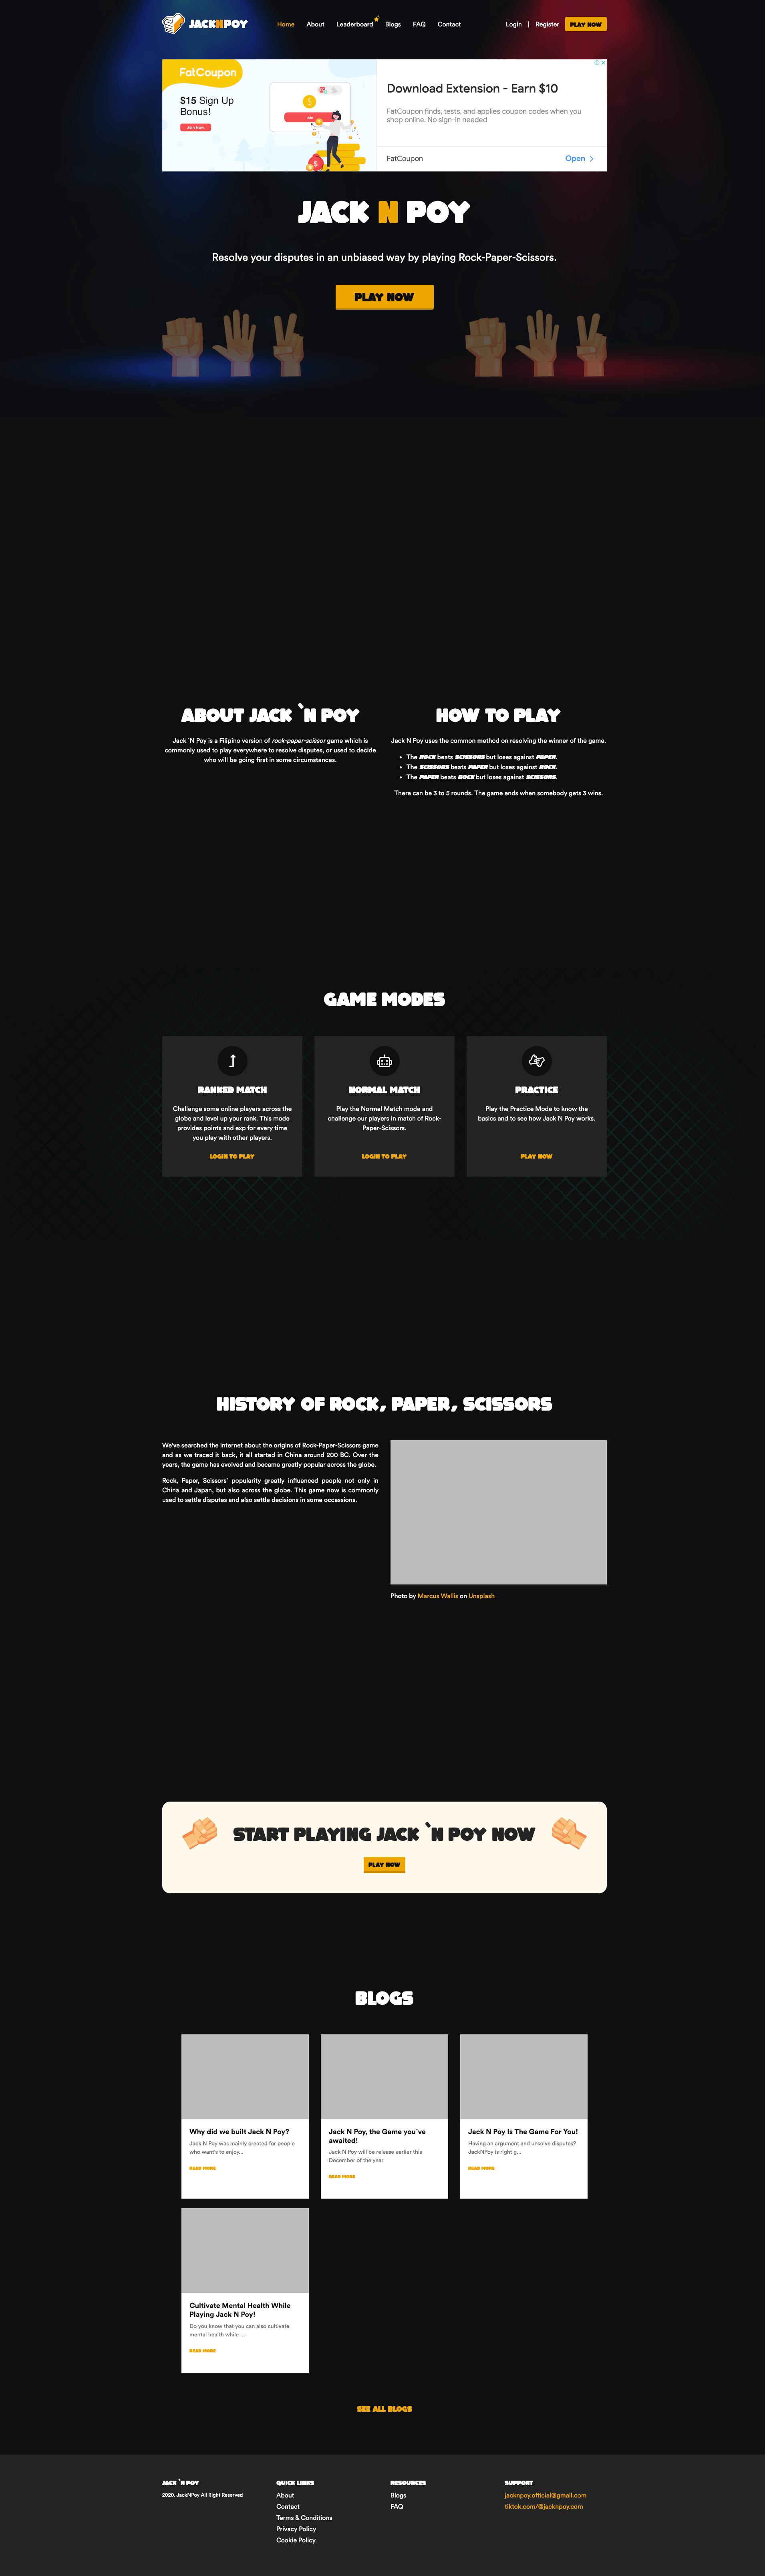 JACKNPOY
Home
About
Leaderboard
Blogs
FAQ
Contact
Login | Register
PLAY NOW
FatCoupon
$15 Sign Up
Bonus!
Join Now
Download Extension - Earn $10
FatCoupon finds, tests, and applies coupon codes when you
shop online. No sign-in needed
FatCoupon
Open
JACK N POY
Resolve your disputes in an unbiased way by playing Rock-Paper-Scissors.
PLAY NOW
ABOUT JACK `N POY
Jack `N Poy is a Filipino version of rock-paper-scissor game which is
commonly used to play everywhere to resolve disputes, or used to decide
who will be going first in some circumstances.
HOW TO PLAY
Jack N Poy uses the common method on resolving the winner of the game.
• The ROCK beats SCISSORS but loses against PAPER.
• The SCISSORS beats PAPER but loses against ROCK.
• The PAPER beats ROCK but loses against SCISSORS.
There can be 3 to 5 rounds. The game ends when somebody gets 3 wins.
GAME MODES
RANKED MATCH
Challenge some online players across the
globe and level up your rank. This mode
provides points and exp for every time
you play with other players.
LOGIN TO PLAY
NORMAL MATCH
Play the Normal Match mode and
challenge our players in match of Rock-
Paper-Scissors.
LOGIN TO PLAY
PRACTICE
Play the Practice Mode to know the
basics and to see how Jack N Poy works.
PLAY NOW
HISTORY OF ROCK, PAPER, SCISSORS
We've searched the internet about the origins of Rock-Paper-Scissors game
and as we traced it back, it all started in China around 200 BC. Over the
years, the game has evolved and became greatly popular across the globe.
Rock, Paper, Scissors' popularity greatly influenced people not only in
China and Japan, but also across the globe. This game now is commonly
used to settle disputes and also settle decisions in some occassions.
Photo by Marcus Wallis on Unsplash
START PLAYING JACK `N POY NOW
PLAY NOW
BLOGS
Why did we built Jack N Poy?
Jack N Poy was mainly created for people
who want's to enjoy...
READ MORE
Jack N Poy, the Game you've
awaited!
Jack N Poy will be release earlier this
December of the year
READ MORE
Jack N Poy Is The Game For You!
Having an argument and unsolve disputes?
JackNPoy is right g...
READ MORE
Cultivate Mental Health While
Playing Jack N Poy!
Do you know that you can also cultivate
mental health while ...
READ MORE
SEE ALL BLOGS
JACK `N POY
2020. JackNPoy All Right Reserved
QUICK LINKS
About
Contact
Terms & Conditions
Privacy Policy
Cookie Policy
RESOURCES
Blogs
FAQ
SUPPORT
jacknpoy.official@gmail.com
tiktok.com/@jacknpoy.com